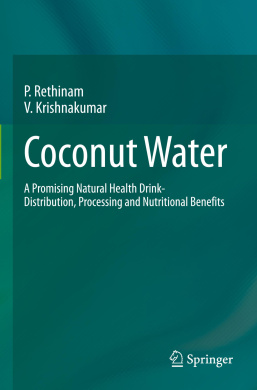 P. Rethinam
V. Krishnakumar
Coconut Water
A Promising Natural Health Drink-
Distribution, Processing and Nutritional Benefits
Springer